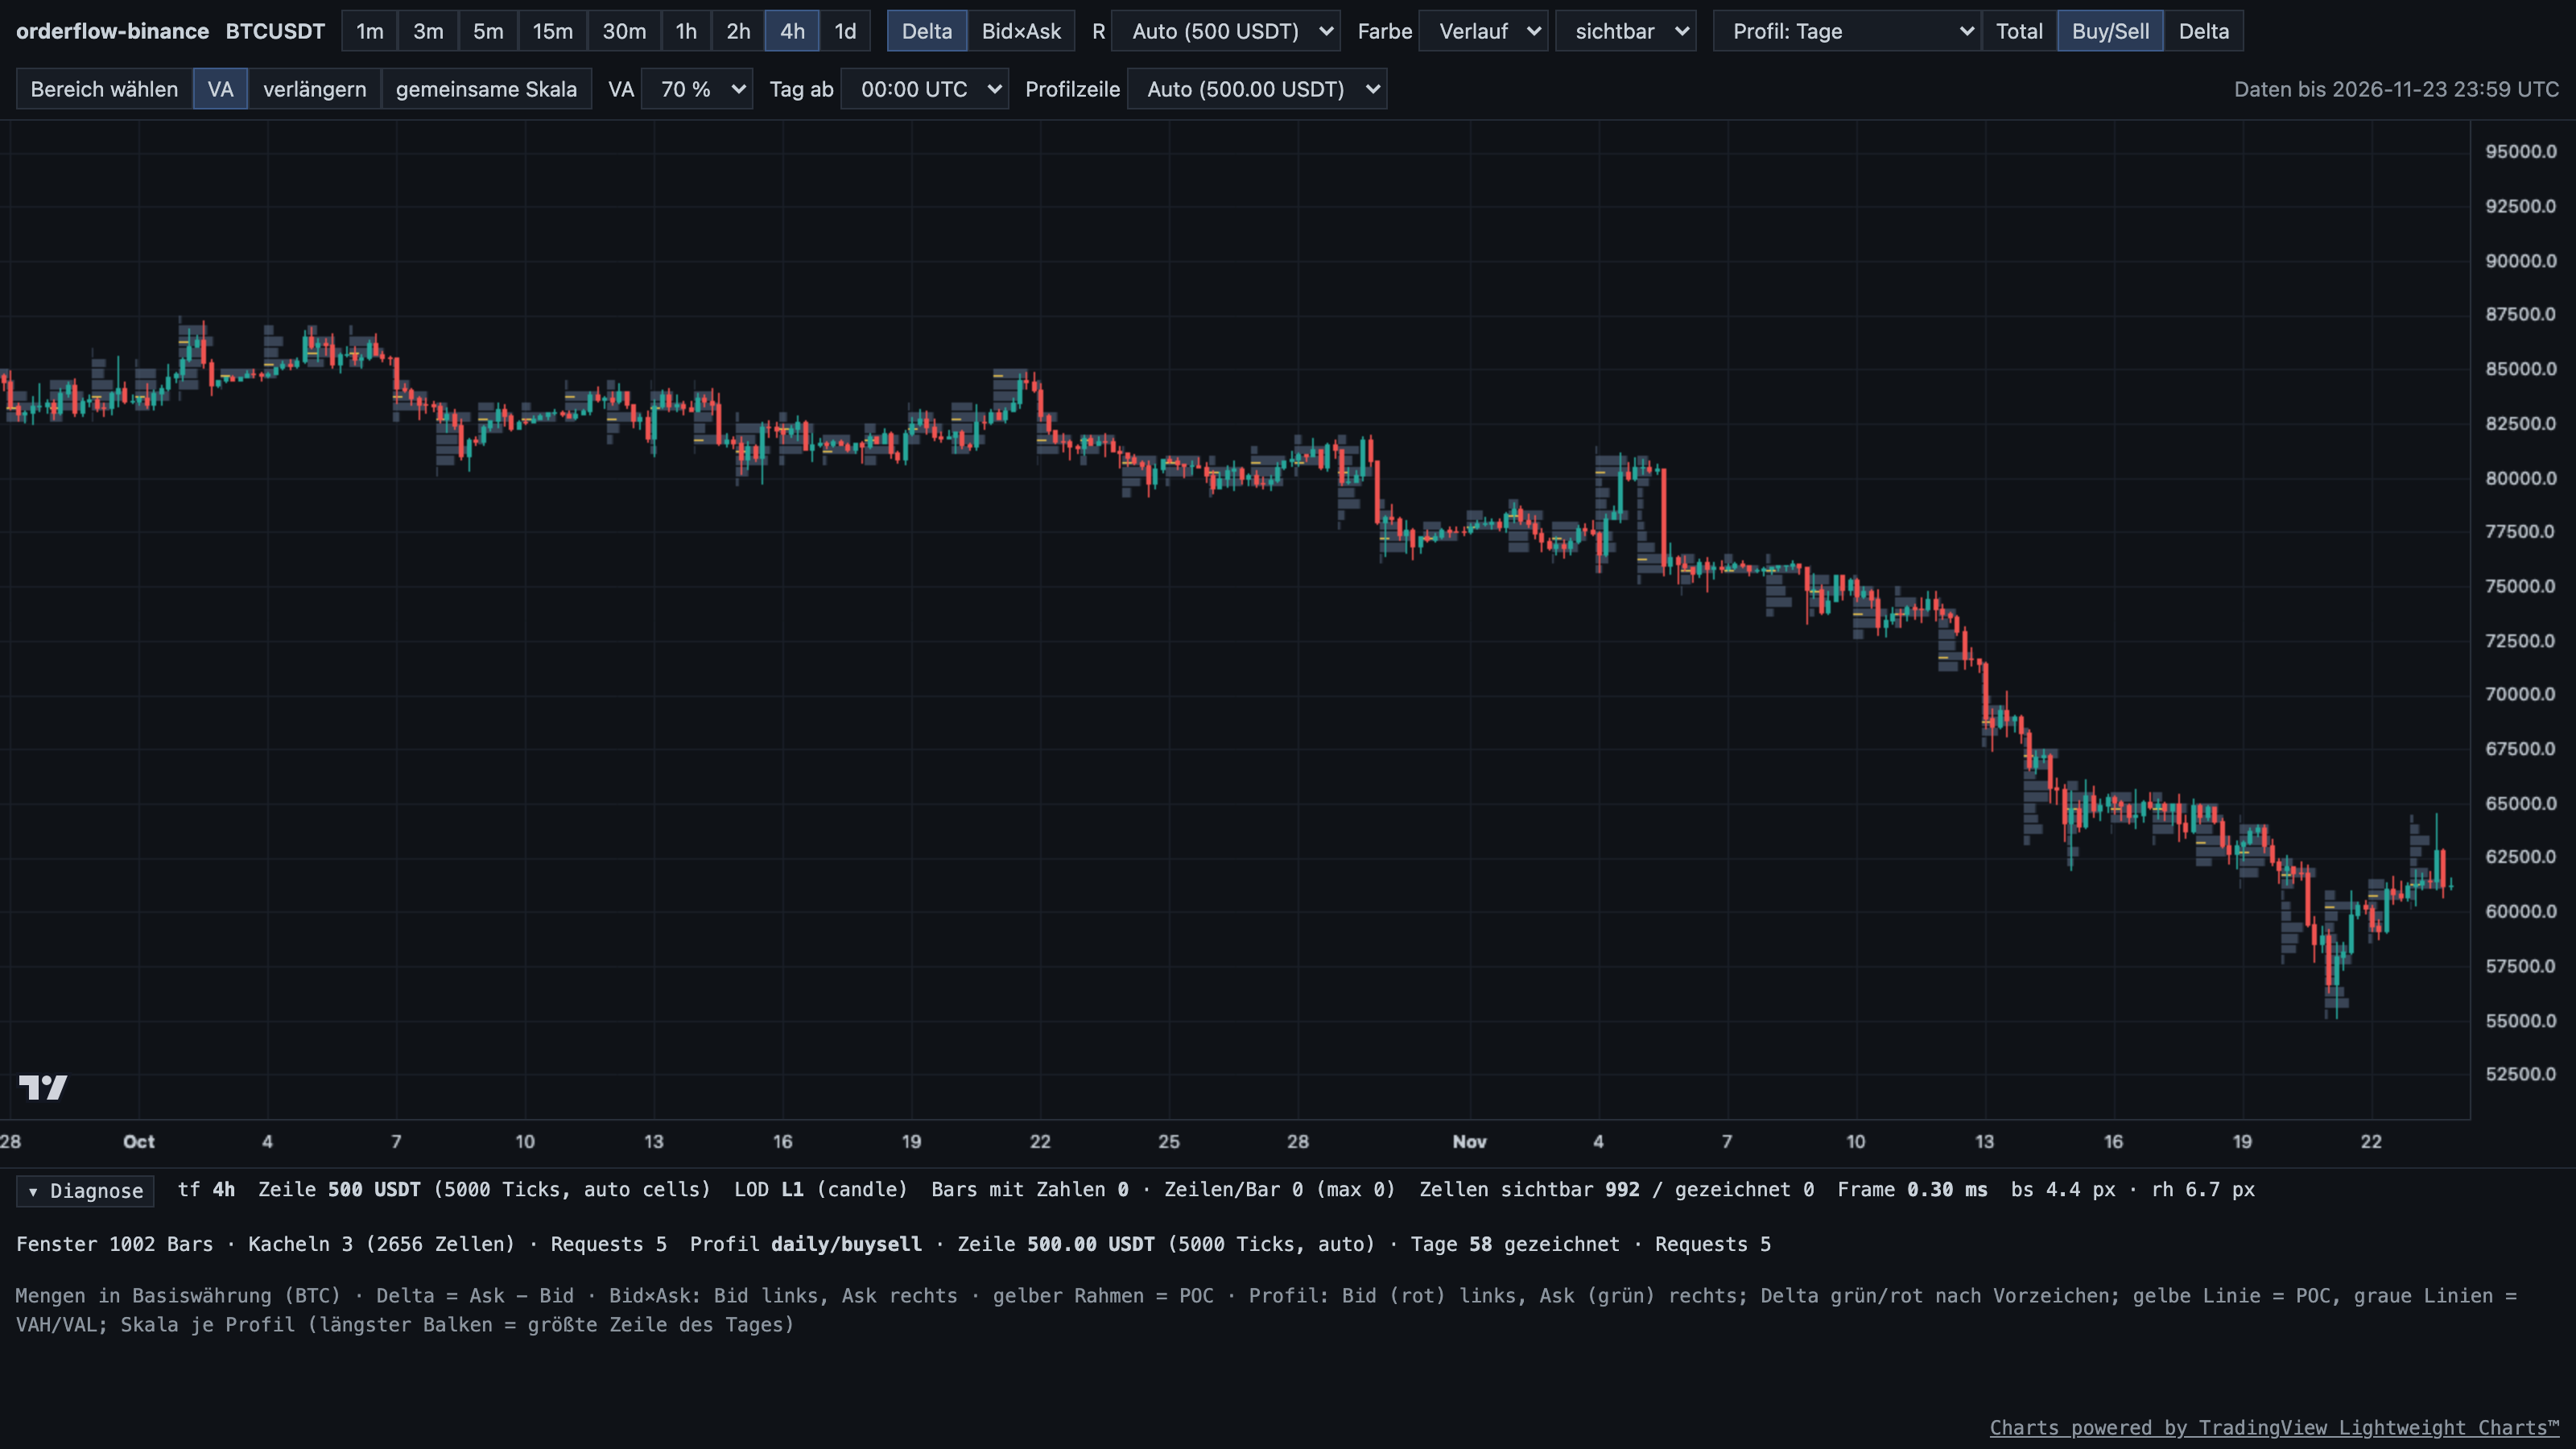 orderflow-binance BTCUSDT 1m 3m 5m 15m 30m 1h 2h 4h 1d Delta Bid×Ask R Auto (500 USDT) Farbe Verlauf sichtbar Profil: Tage Total Buy/Sell Delta
Bereich wählen VA verlängern gemeinsame Skala VA 70 % Tag ab 00:00 UTC Profilzeile Auto (500.00 USDT) Daten bis 2026-11-23 23:59 UTC
95000.0
92500.0
90000.0
87500.0
85000.0
82500.0
80000.0
77500.0
75000.0
72500.0
70000.0
67500.0
65000.0
62500.0
60000.0
57500.0
55000.0
52500.0
28 Oct 4 7 10 13 16 19 22 25 28 Nov 4 7 10 13 16 19 22
▾ Diagnose tf 4h Zeile 500 USDT (5000 Ticks, auto cells) LOD L1 (candle) Bars mit Zahlen 0 · Zeilen/Bar 0 (max 0) Zellen sichtbar 992 / gezeichnet 0 Frame 0.30 ms bs 4.4 px · rh 6.7 px
Fenster 1002 Bars · Kacheln 3 (2656 Zellen) · Requests 5 Profil daily/buysell · Zeile 500.00 USDT (5000 Ticks, auto) · Tage 58 gezeichnet · Requests 5
Mengen in Basiswährung (BTC) · Delta = Ask − Bid · Bid×Ask: Bid links, Ask rechts · gelber Rahmen = POC · Profil: Bid (rot) links, Ask (grün) rechts; Delta grün/rot nach Vorzeichen; gelbe Linie = POC, graue Linien =
VAH/VAL; Skala je Profil (längster Balken = größte Zeile des Tages)
Charts powered by TradingView Lightweight Charts™